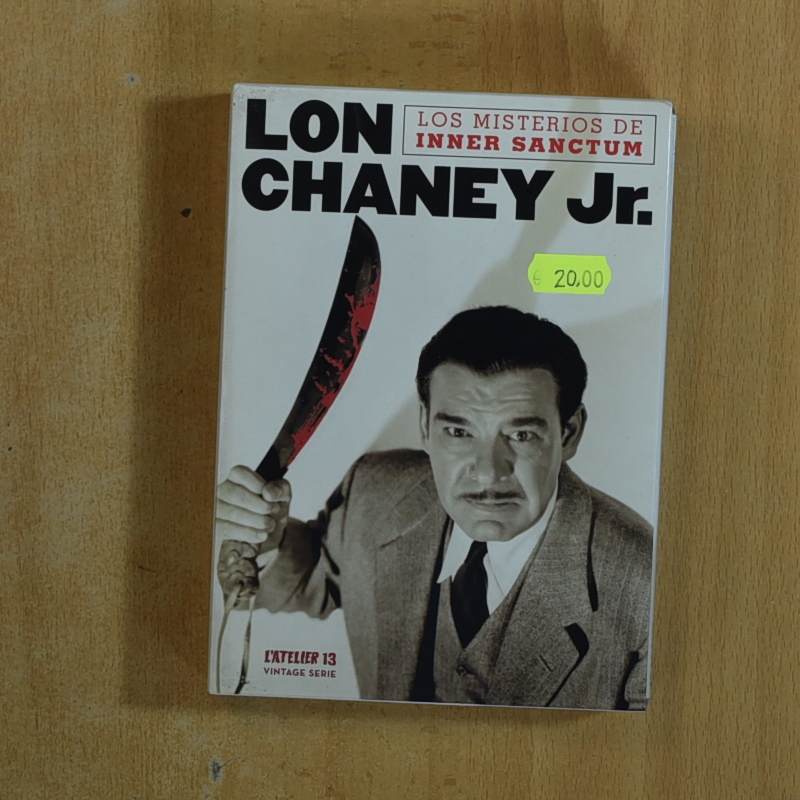 LON
LOS MISTERIOS DE
INNER SANCTUM
CHANEY Jr.
€ 20,00
L'ATELIER 13
VINTAGE SERIE